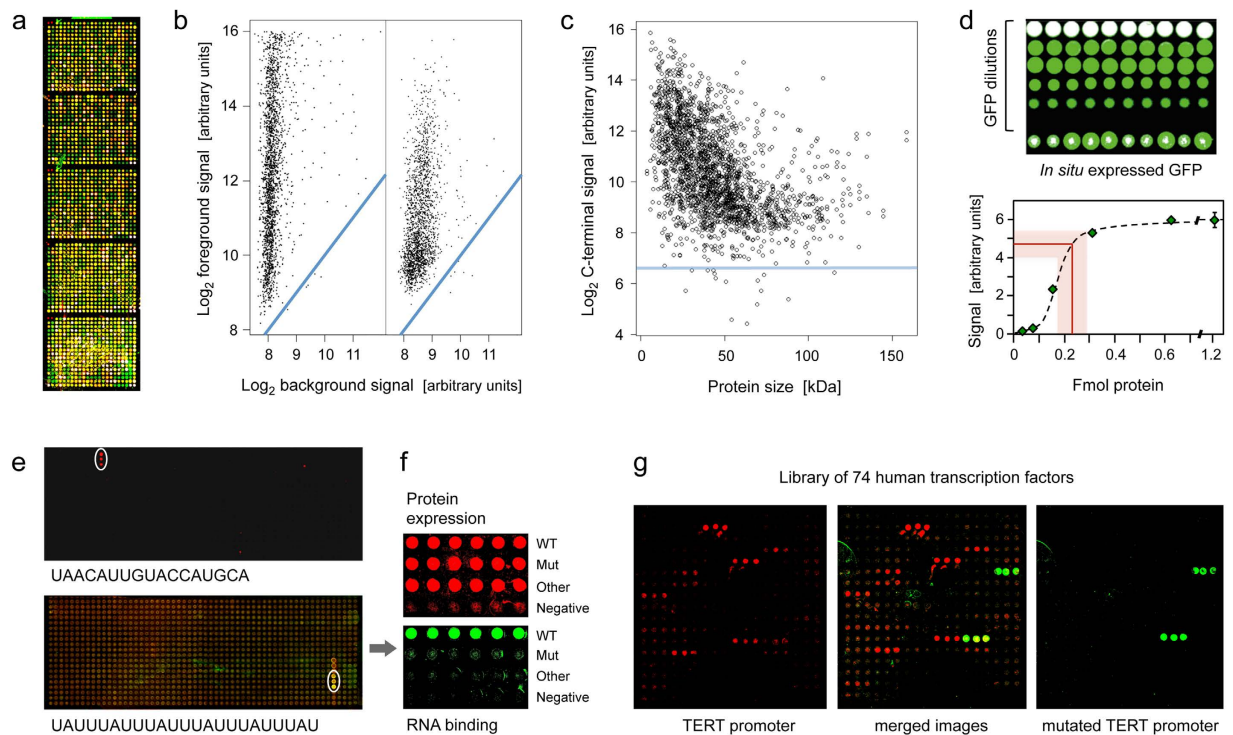 a
b
16
14
12
10
8
Log2 foreground signal [arbitrary units]
8 9 10 11 8 9 10 11
Log2 background signal [arbitrary units]
c
16
14
12
10
8
6
4
Log2 C-terminal signal [arbitrary units]
0 50 100 150
Protein size [kDa]
d
GFP dilutions
In situ expressed GFP
6
4
2
0
Signal [arbitrary units]
0 0.2 0.4 0.6 1.2
Fmol protein
e
UAACAUUGUACCAUGCA
UAUUUAUUUAUUUAUUUAUUUAU
f
Protein
expression
WT
Mut
Other
Negative
WT
Mut
Other
Negative
RNA binding
g
Library of 74 human transcription factors
TERT promoter
merged images
mutated TERT promoter